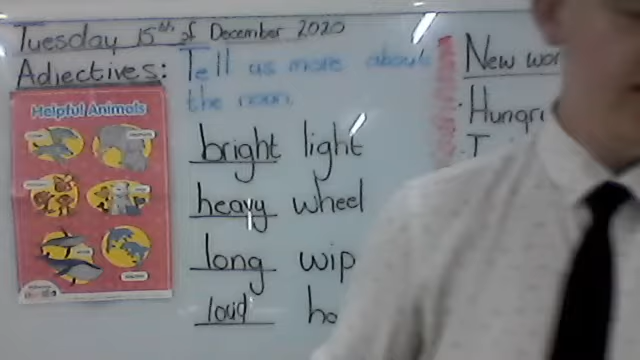 Tuesday 15th of December 2020
Adjectives: Tell us more about
the noun
Helpful Animals
bright light
heavy wheel
long wip
loud ho
New wor
Hungr